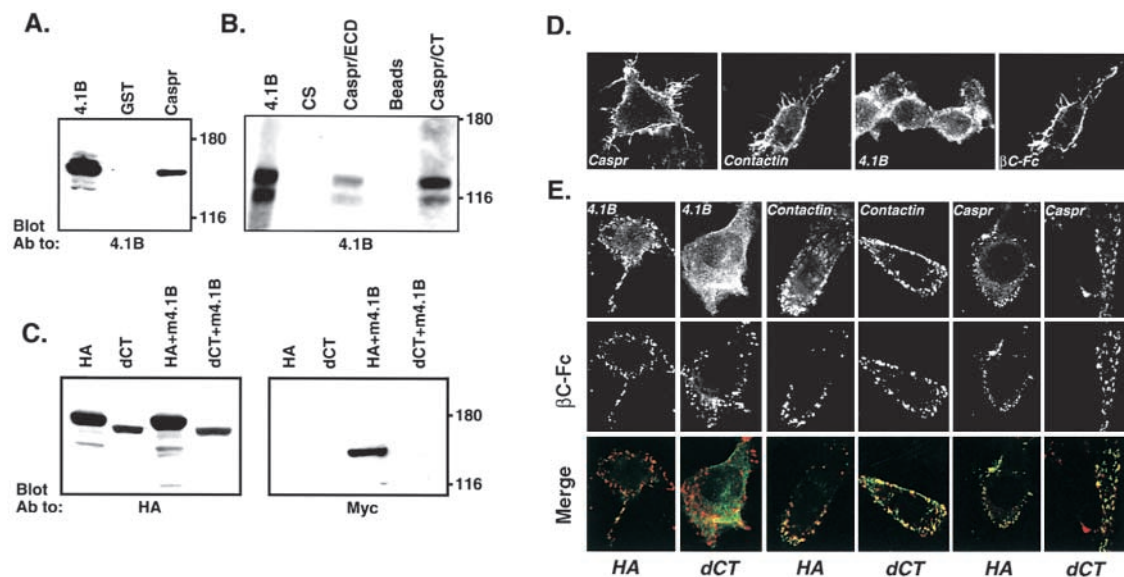 A.
4.1B
GST
Caspr
180
116
Blot
Ab to:
4.1B
B.
4.1B
CS
Caspr/ECD
Beads
Caspr/CT
180
116
4.1B
C.
HA
dCT
HA+m4.1B
dCT+m4.1B
Blot
Ab to:
HA
HA
dCT
HA+m4.1B
dCT+m4.1B
180
116
Myc
D.
Caspr
Contactin
4.1B
βC-Fc
E.
4.1B
4.1B
Contactin
Contactin
Caspr
Caspr
βC-Fc
Merge
HA
dCT
HA
dCT
HA
dCT